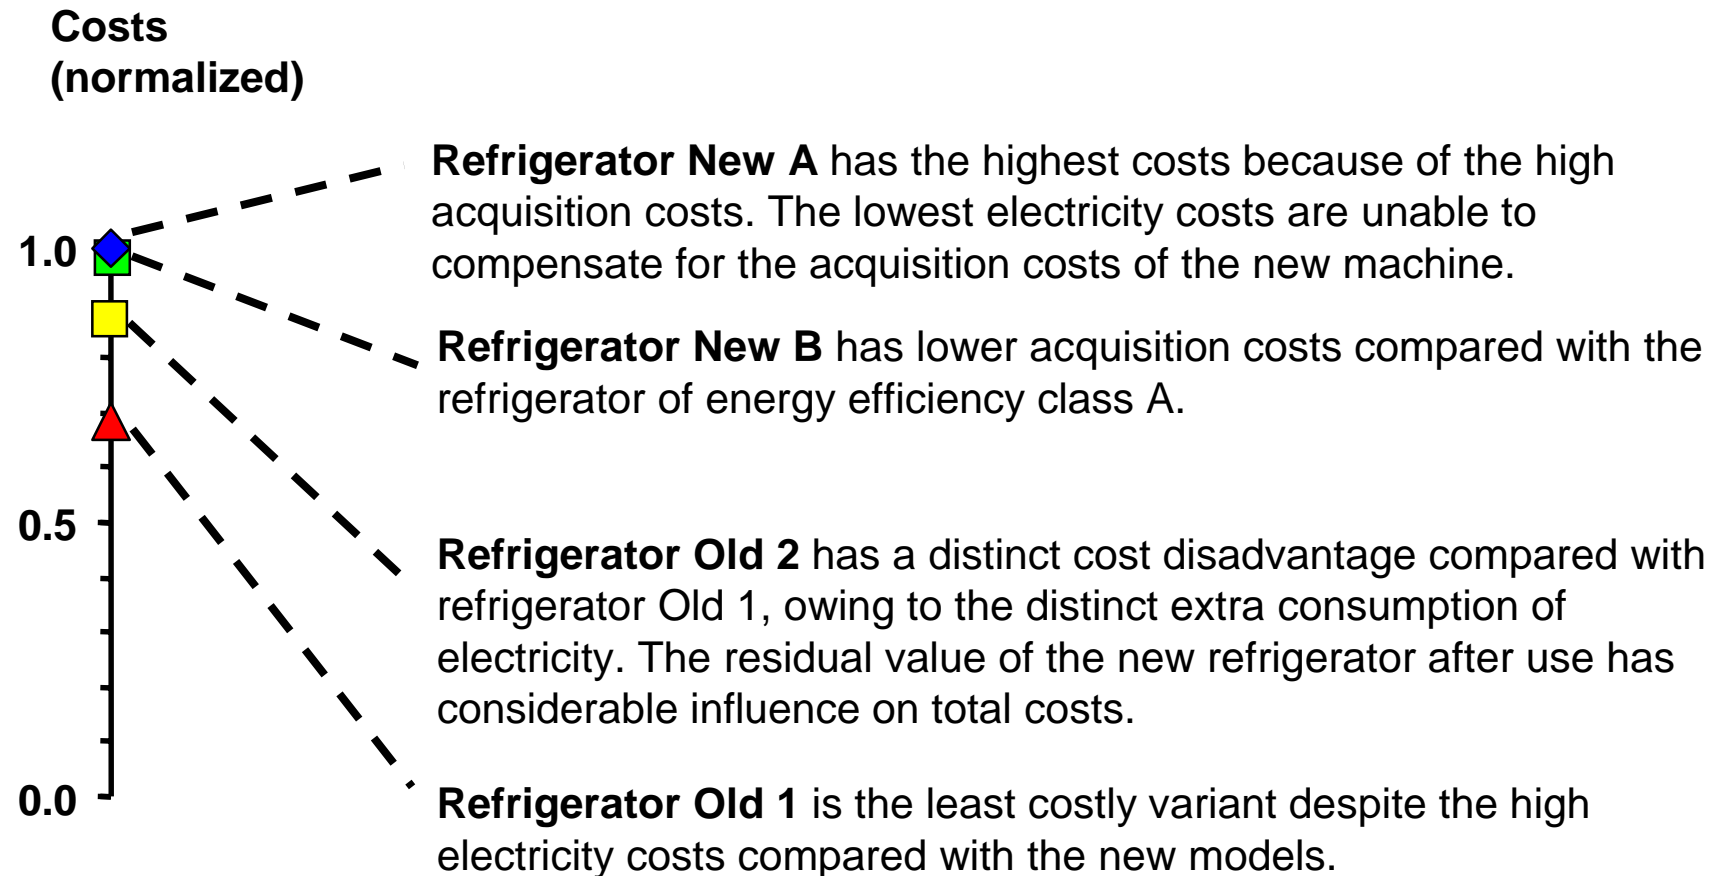 Costs
(normalized)
Refrigerator New A has the highest costs because of the high
acquisition costs. The lowest electricity costs are unable to
compensate for the acquisition costs of the new machine.
1.0
Refrigerator New B has lower acquisition costs compared with the
refrigerator of energy efficiency class A.
0.5
Refrigerator Old 2 has a distinct cost disadvantage compared with
refrigerator Old 1, owing to the distinct extra consumption of
electricity. The residual value of the new refrigerator after use has
considerable influence on total costs.
0.0
Refrigerator Old 1 is the least costly variant despite the high
electricity costs compared with the new models.